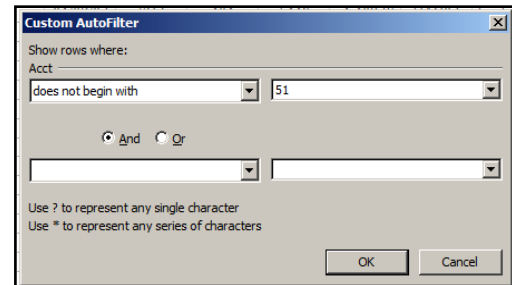 Custom AutoFilter
Show rows where:
Acct
does not begin with 51
And Or
Use ? to represent any single character
Use * to represent any series of characters
OK Cancel